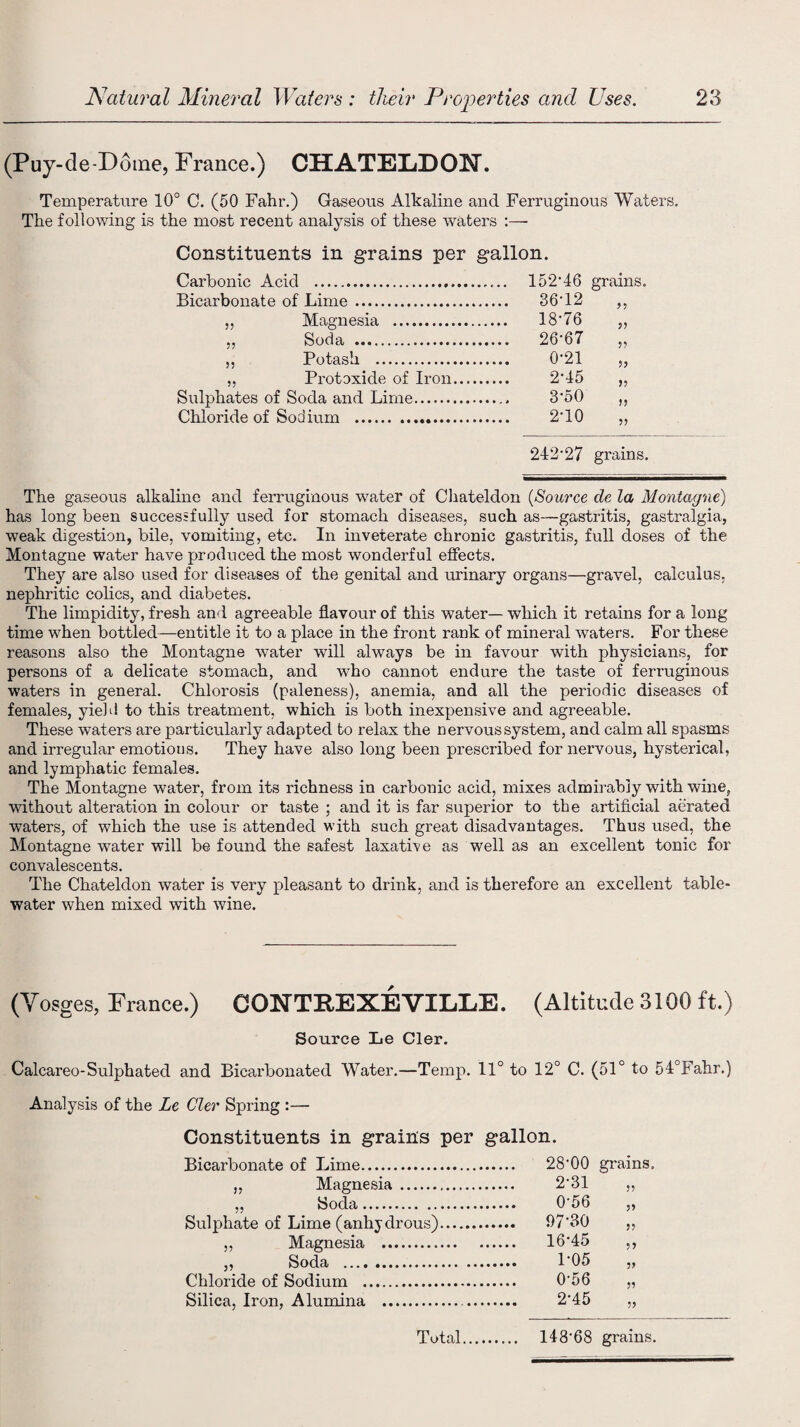 Natural Mineral Waters : their Properties and Uses. 23
(Puy-de-Dôme, France.) CHATELDON.
Temperature 10° C. (50 Fahr.) Gaseous Alkaline and Ferruginous Waters.
The following is the most recent analysis of these waters :—
Constituents in grains per gallon.
Carbonic Acid .............................. 152·46 grains.
Bicarbonate of Lime ........................ 36·12 „
„ Magnesia ..................... 18·76 „
„ Soda ......................... 26·67 „
„ Potash ....................... 0·21 „
„ Protoxide of Iron......... 2·45 „
Sulphates of Soda and Lime............... 3·50 „
Chloride of Sodium ........................ 2·10 „
242·27 grains.
The gaseous alkaline and ferruginous water of Chateldon (Source de la Montagne)
has long been successfully used for stomach diseases, such as—gastritis, gastralgia,
weak digestion, bile, vomiting, etc. In inveterate chronic gastritis, full doses of the
Montagne water have produced the most wonderful effects.
They are also used for diseases of the genital and urinary organs—gravel, calculus,
nephritic colics, and diabetes.
The limpidity, fresh and agreeable flavour of this water— which it retains for a long
time when bottled—entitle it to a place in the front rank of mineral waters. For these
reasons also the Montagne water will always be in favour with physicians, for
persons of a delicate stomach, and who cannot endure the taste of ferruginous
waters in general. Chlorosis (paleness), anemia, and all the periodic diseases of
females, yield to this treatment, which is both inexpensive and agreeable.
These waters are particularly adapted to relax the nervous system, and calm all spasms
and irregular emotions. They have also long been prescribed for nervous, hysterical,
and lymphatic females.
The Montagne water, from its richness in carbonic acid, mixes admirably with wine,
without alteration in colour or taste ; and it is far superior to the artificial aërated
waters, of which the use is attended with such great disadvantages. Thus used, the
Montagne water will be found the safest laxative as well as an excellent tonic for
convalescents.
The Chateldon water is very pleasant to drink, and is therefore an excellent table-
water when mixed with wine.
(Vosges, France.) CONTREXÉVILLE. (Altitude 3100 ft.)
Source Le Cler.
Calcareo-Sulphated and Bicarbonated Water.—Temp. 11° to 12° C. (51° to 54°Fahr.)
Analysis of the Le Cler Spring :—
Constituents in grains per gallon.
Bicarbonate of Lime........................ 28·00 grains.
„ Magnesia .................... 2·31 „
„ Soda........................ 0·56 „
Sulphate of Lime (anhydrous)............ 97·30 „
„ Magnesia .................... 16·45 „
„ Soda ........................ 1·05 „
Chloride of Sodium ........................ 0·56 „
Silica, Iron, Alumina ..................... 2·45 „
Total.......... 148·68 grains.